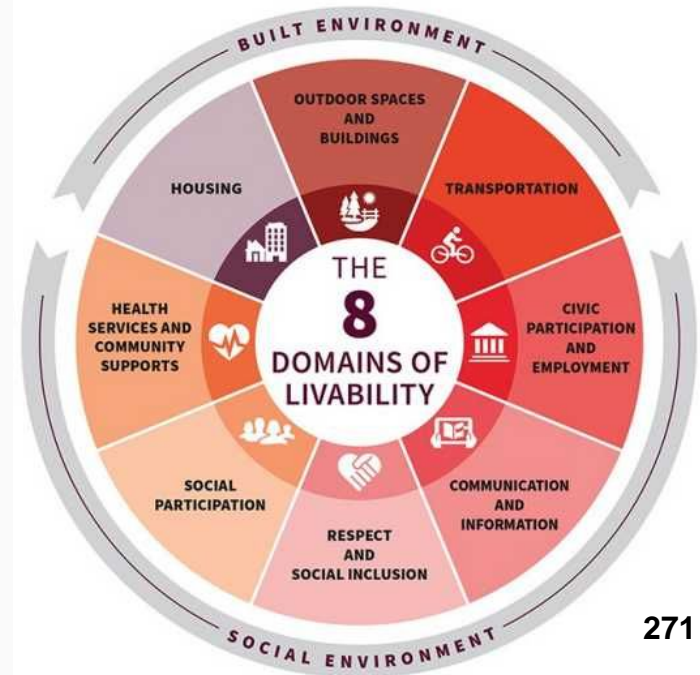 BUILT ENVIRONMENT
OUTDOOR SPACES
AND
BUILDINGS
HOUSING
TRANSPORTATION
THE
8
DOMAINS OF
LIVABILITY
HEALTH
SERVICES AND
COMMUNITY
SUPPORTS
CIVIC
PARTICIPATION
AND
EMPLOYMENT
SOCIAL
PARTICIPATION
COMMUNICATION
AND
INFORMATION
RESPECT
AND
SOCIAL INCLUSION
SOCIAL ENVIRONMENT
271